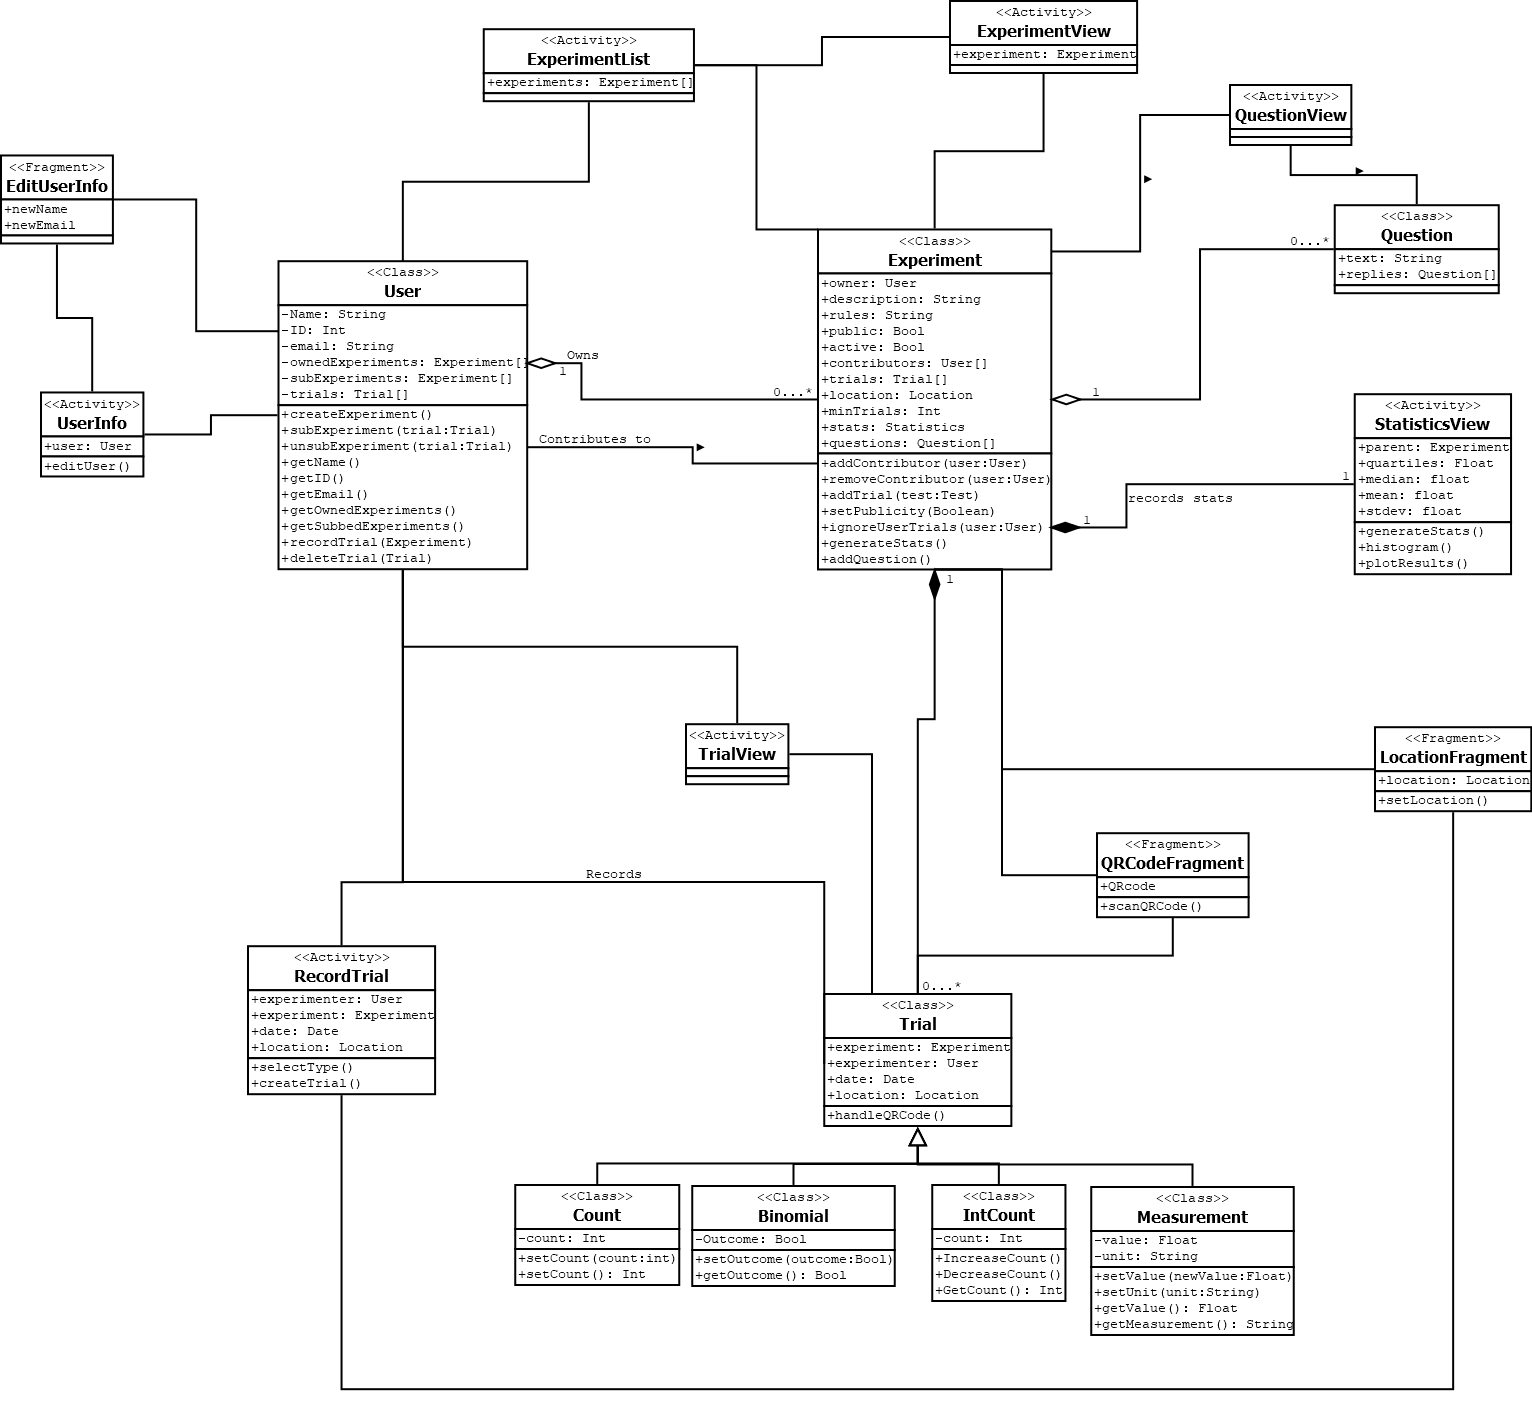 <<Activity>>
ExperimentList
+experiments: Experiment[]
<<Activity>>
ExperimentView
+experiment: Experiment
<<Activity>>
QuestionView
<<Fragment>>
EditUserInfo
+newName
+newEmail
<<Class>>
Question
+text: String
+replies: Question[]
0...*
<<Class>>
User
-Name: String
-ID: Int
-email: String
-ownedExperiments: Experiment[]
-subExperiments: Experiment[]
-trials: Trial[]
+createExperiment()
+subExperiment(trial:Trial)
+unsubExperiment(trial:Trial)
+getName()
+getID()
+getEmail()
+getOwnedExperiments()
+getSubbedExperiments()
+recordTrial(Experiment)
+deleteTrial(Trial)
Owns
1
0...*
Contributes to
<<Class>>
Experiment
+owner: User
+description: String
+rules: String
+public: Bool
+active: Bool
+contributors: User[]
+trials: Trial[]
+location: Location
+minTrials: Int
+stats: Statistics
+questions: Question[]
+addContributor(user:User)
+removeContributor(user:User)
+addTrial(test:Test)
+setPublicity(Boolean)
+ignoreUserTrials(user:User)
+generateStats()
+addQuestion()
1
1
records stats
1
1
<<Activity>>
UserInfo
+user: User
+editUser()
<<Activity>>
StatisticsView
+parent: Experiment
+quartiles: Float
+median: float
+mean: float
+stdev: float
+generateStats()
+histogram()
+plotResults()
<<Activity>>
TrialView
<<Fragment>>
LocationFragment
+location: Location
+setLocation()
<<Fragment>>
QRCodeFragment
+QRcode
+scanQRCode()
Records
<<Activity>>
RecordTrial
+experimenter: User
+experiment: Experiment
+date: Date
+location: Location
+selectType()
+createTrial()
0...*
<<Class>>
Trial
+experiment: Experiment
+experimenter: User
+date: Date
+location: Location
+handleQRCode()
<<Class>>
Count
-count: Int
+setCount(count:int)
+setCount(): Int
<<Class>>
Binomial
-Outcome: Bool
+setOutcome(outcome:Bool)
+getOutcome(): Bool
<<Class>>
IntCount
-count: Int
+IncreaseCount()
+DecreaseCount()
+GetCount(): Int
<<Class>>
Measurement
-value: Float
-unit: String
+setValue(newValue:Float)
+setUnit(unit:String)
+getValue(): Float
+getMeasurement(): String